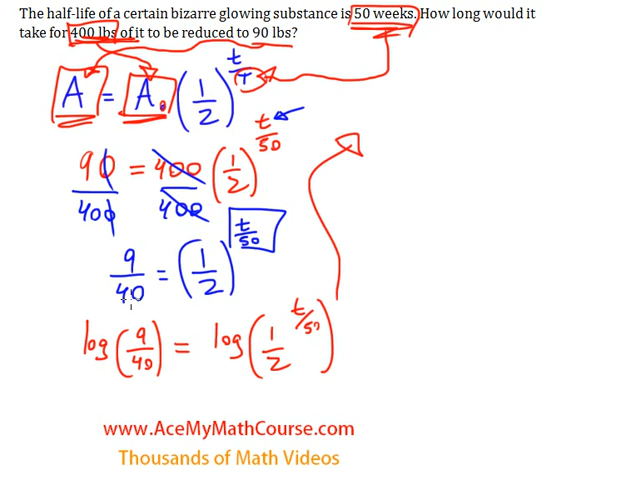 The half-life of a certain bizarre glowing substance is 50 weeks. How long would it
take for 400 lbs of it to be reduced to 90 lbs?
A = A₀ (1/2)^t/T
90 = 400 (1/2)^t/50
90/400 400
9/40 = (1/2)^t/50
log(9/40) = log(1/2^t/50)
www.AceMyMathCourse.com
Thousands of Math Videos